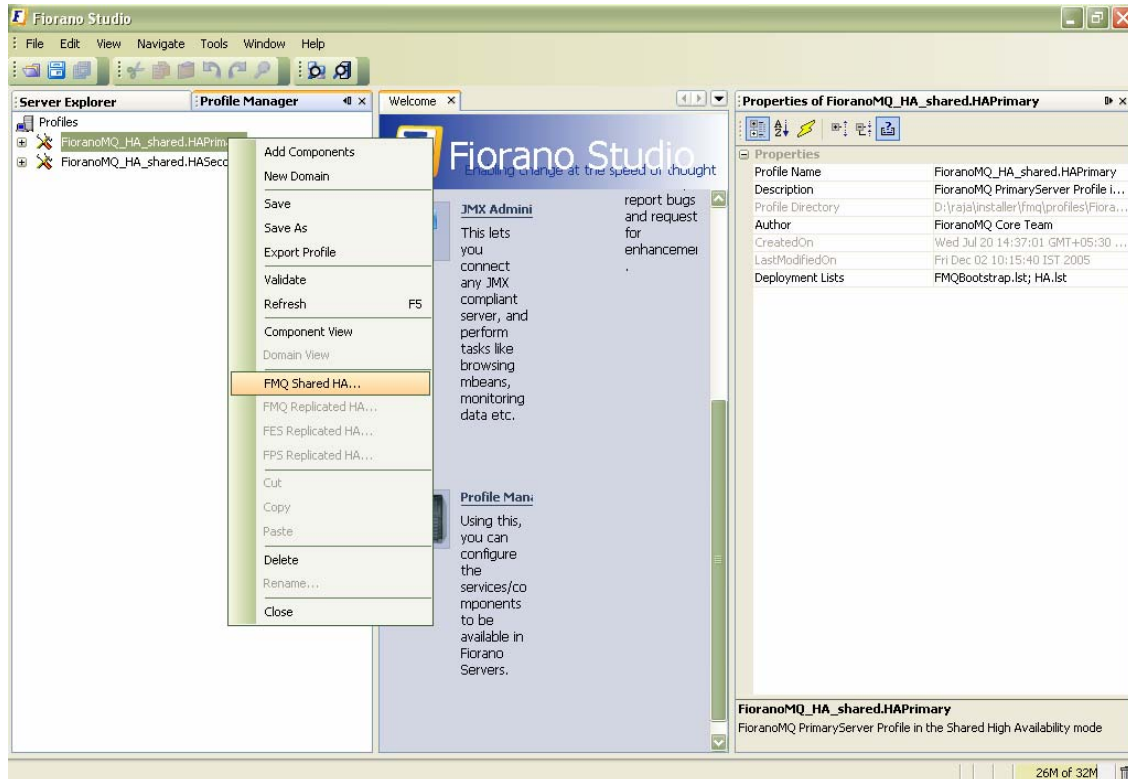 Fiorano Studio
File Edit View Navigate Tools Window Help
Server Explorer
Profile Manager
Profiles
FioranoMQ_HA_shared.HAPrim
FioranoMQ_HA_shared.HASecc
Add Components
New Domain
Save
Save As
Export Profile
Validate
Refresh F5
Component View
Domain View
FMQ Shared HA...
FMQ Replicated HA...
FES Replicated HA...
FPS Replicated HA...
Cut
Copy
Paste
Delete
Rename...
Close
Welcome
Fiorano Studio
Enabling change at the speed of thought
JMX Admini
This lets
you
connect
any JMX
compliant
server, and
perform
tasks like
browsing
mbeans,
monitoring
data etc.
report bugs
and request
for
enhancemei
.
Profile Mana
Using this,
you can
configure
the
services/co
mponents
to be
available in
Fiorano
Servers.
Properties of FioranoMQ_HA_shared.HAPrimary
Properties
Profile Name FioranoMQ_HA_shared.HAPrimary
Description FioranoMQ PrimaryServer Profile i...
Profile Directory D:\raja\installer\fmq\profiles\Fiora...
Author FioranoMQ Core Team
CreatedOn Wed Jul 20 14:37:01 GMT+05:30 ...
LastModifiedOn Fri Dec 02 10:15:40 IST 2005
Deployment Lists FMQBootstrap.lst; HA.lst
FioranoMQ_HA_shared.HAPrimary
FioranoMQ PrimaryServer Profile in the Shared High Availability mode
26M of 32M